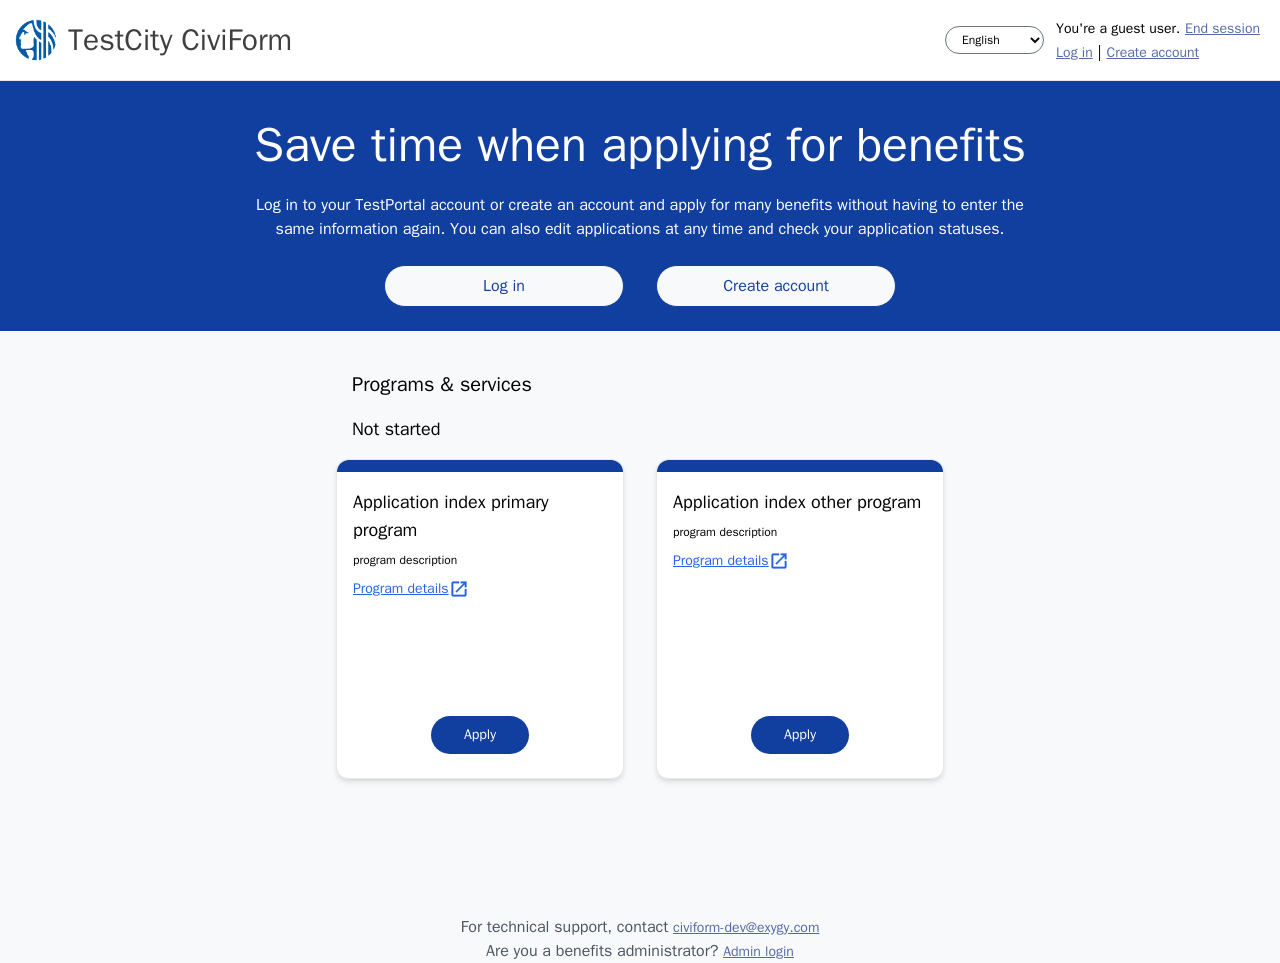 TestCity CiviForm
English
You're a guest user. End session
Log in | Create account
Save time when applying for benefits
Log in to your TestPortal account or create an account and apply for many benefits without having to enter the
same information again. You can also edit applications at any time and check your application statuses.
Log in
Create account
Programs & services
Not started
Application index primary
program
program description
Program details
Apply
Application index other program
program description
Program details
Apply
For technical support, contact civiform-dev@exygy.com
Are you a benefits administrator? Admin login